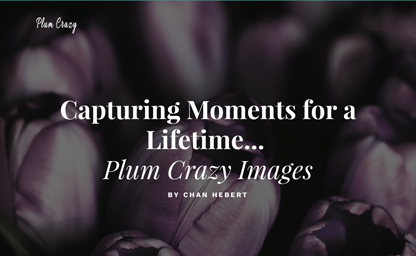 Plum Crazy
Capturing Moments for a
Lifetime...
Plum Crazy Images
BY CHAN HEBERT